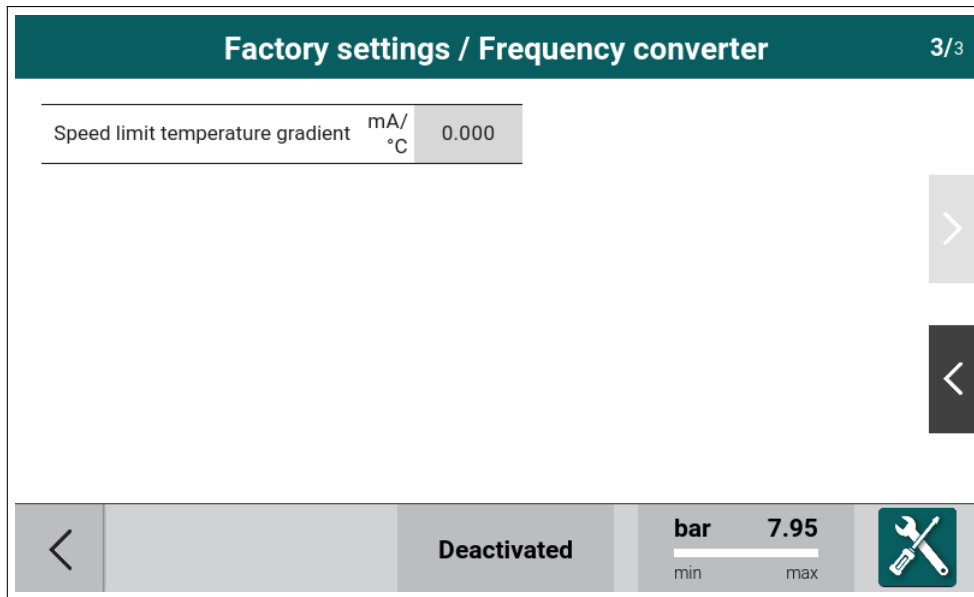 Factory settings / Frequency converter 3/3
Speed limit temperature gradient mA/°C 0.000
Deactivated
bar 7.95
min max